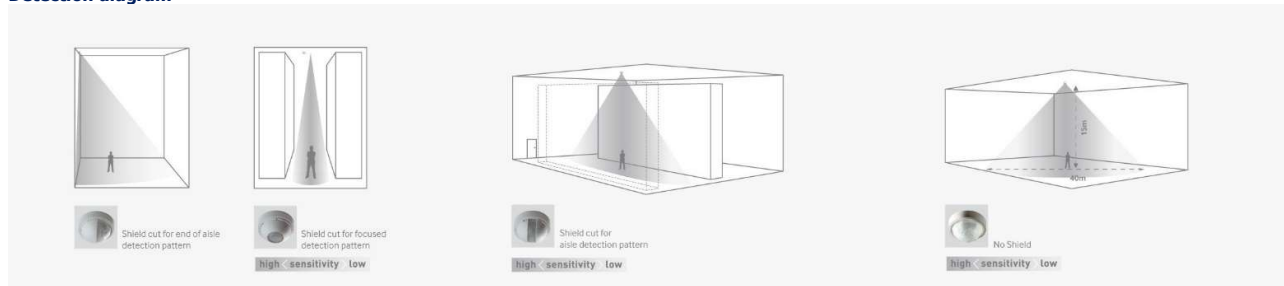 Detection diagram
Shield cut for end of aisle
detection pattern
Shield cut for focused
detection pattern
high sensitivity low
Shield cut for
aisle detection pattern
high sensitivity low
15m
40m
No Shield
high sensitivity low